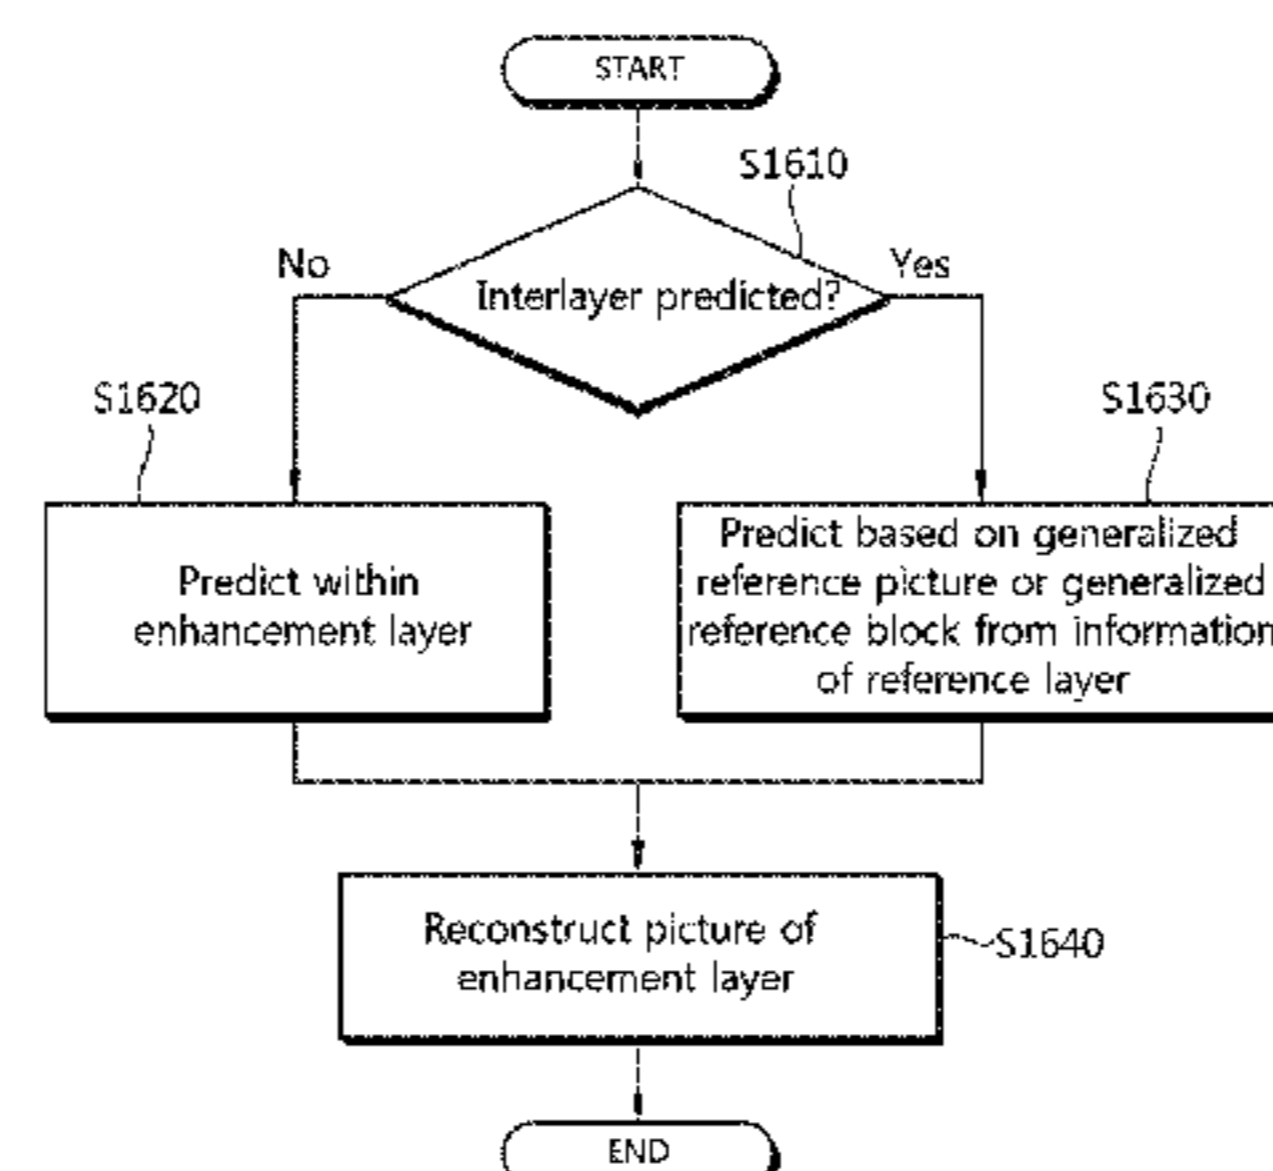 START
S1610
No
Yes
Interlayer predicted?
S1620
S1630
Predict within
enhancement layer
Predict based on generalized
reference picture or generalized
reference block from information
of reference layer
Reconstruct picture of
enhancement layer
S1640
END